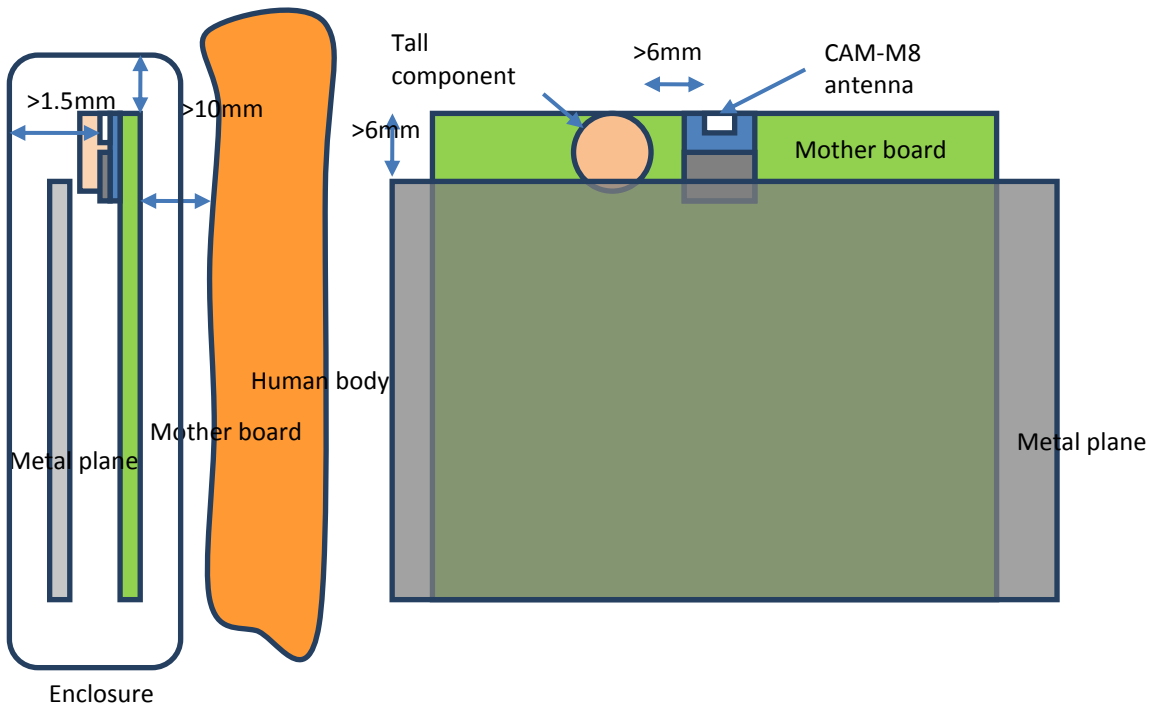 Tall
component
>6mm
CAM-M8
antenna
>1.5mm
>10mm
>6mm
Mother board
Human body
Mother board
Metal plane
Metal plane
Enclosure